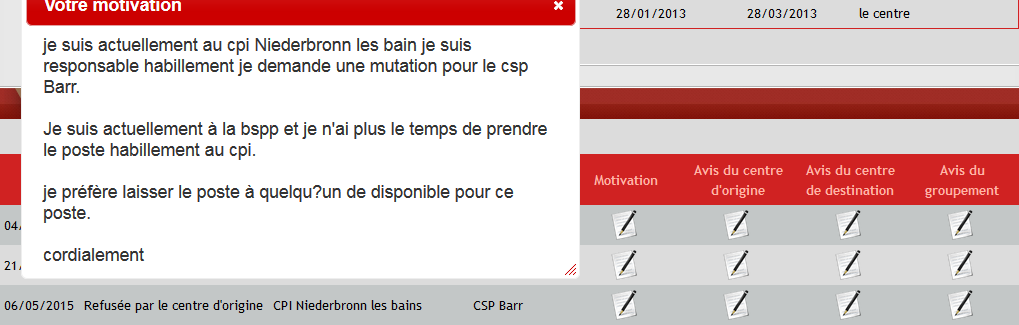 Votre motivation
je suis actuellement au cpi Niederbronn les bain je suis
responsable habillement je demande une mutation pour le csp
Barr.
Je suis actuellement à la bspp et je n'ai plus le temps de prendre
le poste habillement au cpi.
je préfère laisser le poste à quelqu?un de disponible pour ce
poste.
cordialement
28/01/2013 28/03/2013 le centre
Motivation Avis du centre d'origine Avis du centre de destination Avis du groupement
04/
21/
06/05/2015 Refusée par le centre d'origine CPI Niederbronn les bains CSP Barr